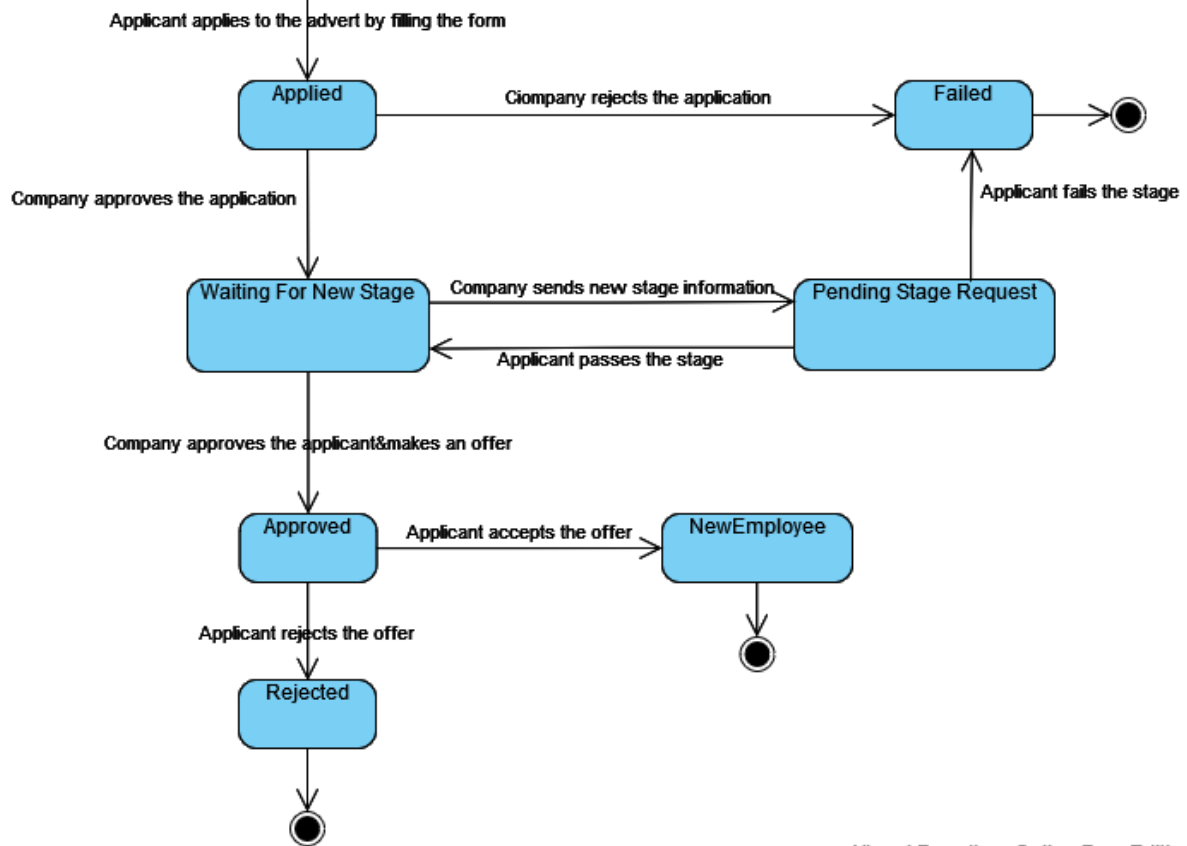 Applicant applies to the advert by filling the form
Applied
Ciompany rejects the application
Failed
Company approves the application
Applicant fails the stage
Waiting For New Stage
Company sends new stage information
Pending Stage Request
Applicant passes the stage
Company approves the applicant&makes an offer
Approved
Applicant accepts the offer
NewEmployee
Applicant rejects the offer
Rejected